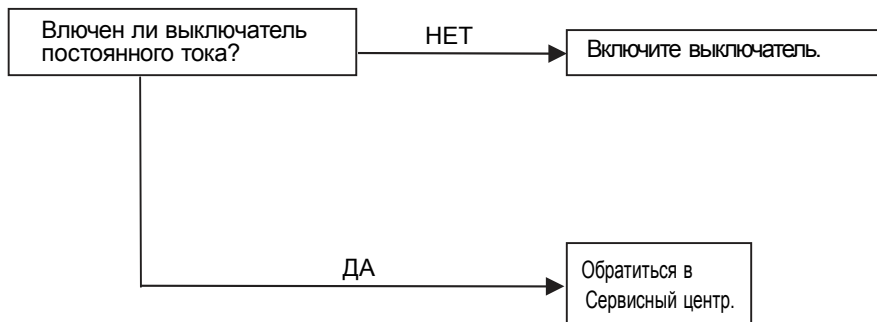 Влючен ли выключатель
постоянного тока?
НЕТ
Включите выключатель.
ДА
Обратиться в
Сервисный центр.